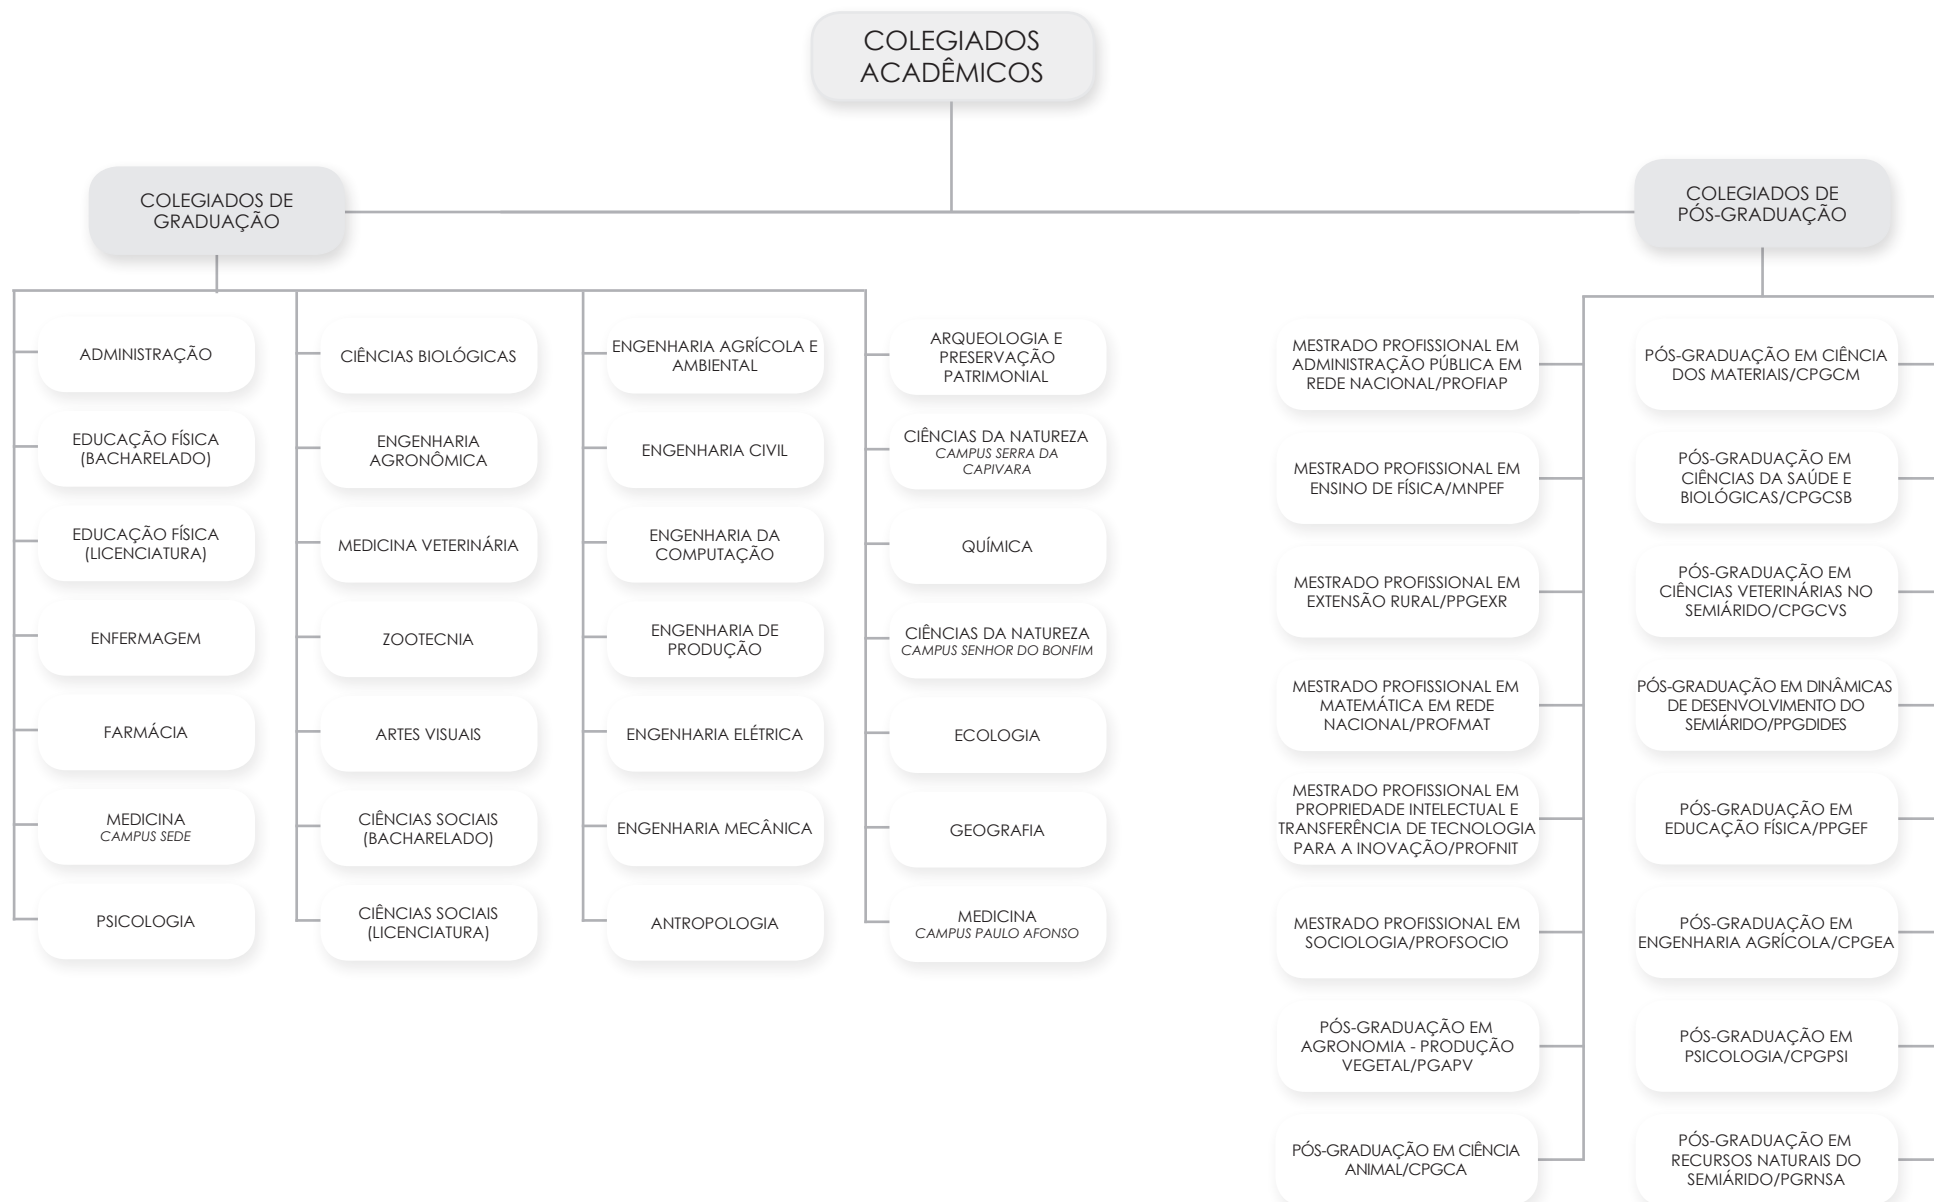 COLEGIADOS
ACADÊMICOS
COLEGIADOS DE
GRADUAÇÃO
COLEGIADOS DE
PÓS-GRADUAÇÃO
ADMINISTRAÇÃO
EDUCAÇÃO FÍSICA
(BACHARELADO)
EDUCAÇÃO FÍSICA
(LICENCIATURA)
ENFERMAGEM
FARMÁCIA
MEDICINA
CAMPUS SEDE
PSICOLOGIA
CIÊNCIAS BIOLÓGICAS
ENGENHARIA
AGRONÔMICA
MEDICINA VETERINÁRIA
ZOOTECNIA
ARTES VISUAIS
CIÊNCIAS SOCIAIS
(BACHARELADO)
CIÊNCIAS SOCIAIS
(LICENCIATURA)
ENGENHARIA AGRÍCOLA E
AMBIENTAL
ENGENHARIA CIVIL
ENGENHARIA DA
COMPUTAÇÃO
ENGENHARIA DE
PRODUÇÃO
ENGENHARIA ELÉTRICA
ENGENHARIA MECÂNICA
ANTROPOLOGIA
ARQUEOLOGIA E
PRESERVAÇÃO
PATRIMONIAL
CIÊNCIAS DA NATUREZA
CAMPUS SERRA DA
CAPIVARA
QUÍMICA
CIÊNCIAS DA NATUREZA
CAMPUS SENHOR DO BONFIM
ECOLOGIA
GEOGRAFIA
MEDICINA
CAMPUS PAULO AFONSO
MESTRADO PROFISSIONAL EM
ADMINISTRAÇÃO PÚBLICA EM
REDE NACIONAL/PROFIAP
MESTRADO PROFISSIONAL EM
ENSINO DE FÍSICA/MNPEF
MESTRADO PROFISSIONAL EM
EXTENSÃO RURAL/PPGEXR
MESTRADO PROFISSIONAL EM
MATEMÁTICA EM REDE
NACIONAL/PROFMAT
MESTRADO PROFISSIONAL EM
PROPRIEDADE INTELECTUAL E
TRANSFERÊNCIA DE TECNOLOGIA
PARA A INOVAÇÃO/PROFNIT
MESTRADO PROFISSIONAL EM
SOCIOLOGIA/PROFSOCIO
PÓS-GRADUAÇÃO EM
AGRONOMIA - PRODUÇÃO
VEGETAL/PGAPV
PÓS-GRADUAÇÃO EM CIÊNCIA
ANIMAL/CPGCA
PÓS-GRADUAÇÃO EM CIÊNCIA
DOS MATERIAIS/CPGCM
PÓS-GRADUAÇÃO EM
CIÊNCIAS DA SAÚDE E
BIOLÓGICAS/CPGCSB
PÓS-GRADUAÇÃO EM
CIÊNCIAS VETERINÁRIAS NO
SEMIÁRIDO/CPGCVS
PÓS-GRADUAÇÃO EM DINÂMICAS
DE DESENVOLVIMENTO DO
SEMIÁRIDO/PPGDIDES
PÓS-GRADUAÇÃO EM
EDUCAÇÃO FÍSICA/PPGEF
PÓS-GRADUAÇÃO EM
ENGENHARIA AGRÍCOLA/CPGEA
PÓS-GRADUAÇÃO EM
PSICOLOGIA/CPGPSI
PÓS-GRADUAÇÃO EM
RECURSOS NATURAIS DO
SEMIÁRIDO/PGRNSA